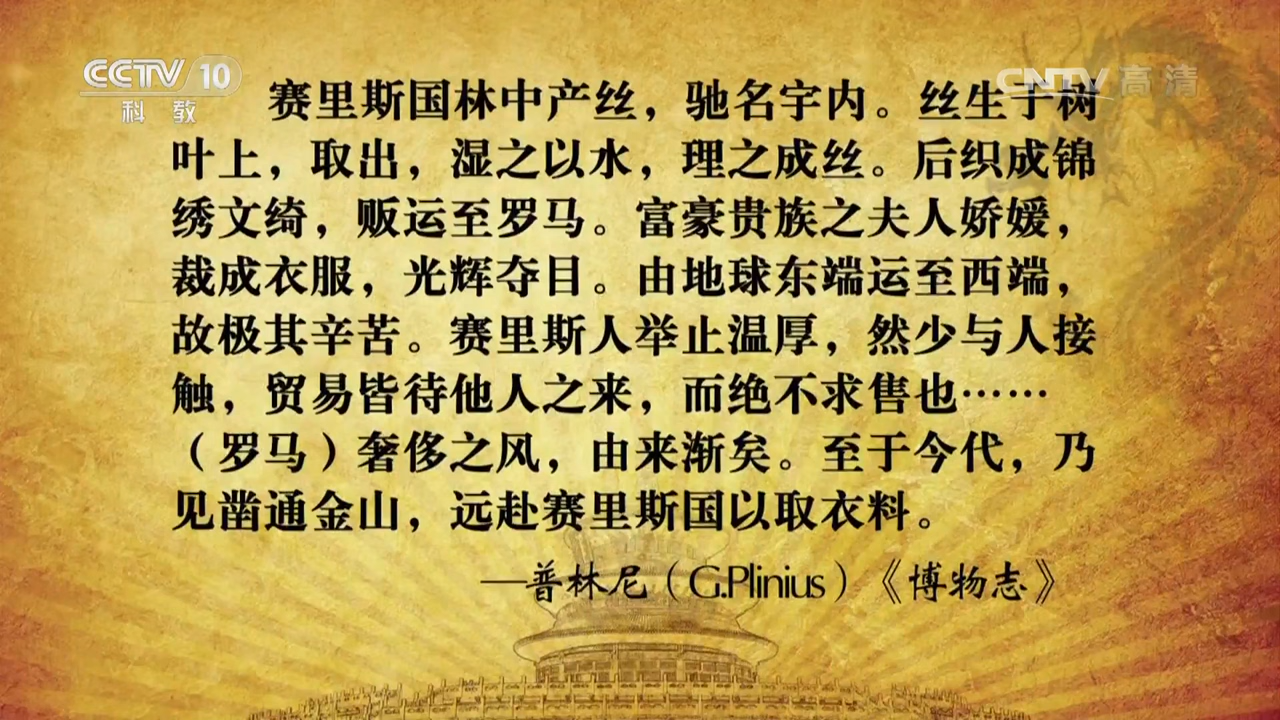 CCTV 10
科教
CNTV高清
赛里斯国林中产丝，驰名宇内。丝生于树
叶上，取出，湿之以水，理之成丝。后织成锦
绣文绮，贩运至罗马。富豪贵族之夫人娇媛，
裁成衣服，光辉夺目。由地球东端运至西端，
故极其辛苦。赛里斯人举止温厚，然少与人接
触，贸易皆待他人之来，而绝不求售也……
（罗马）奢侈之风，由来渐矣。至于今代，乃
见凿通金山，远赴赛里斯国以取衣料。
—普林尼（G.Plinius）《博物志》